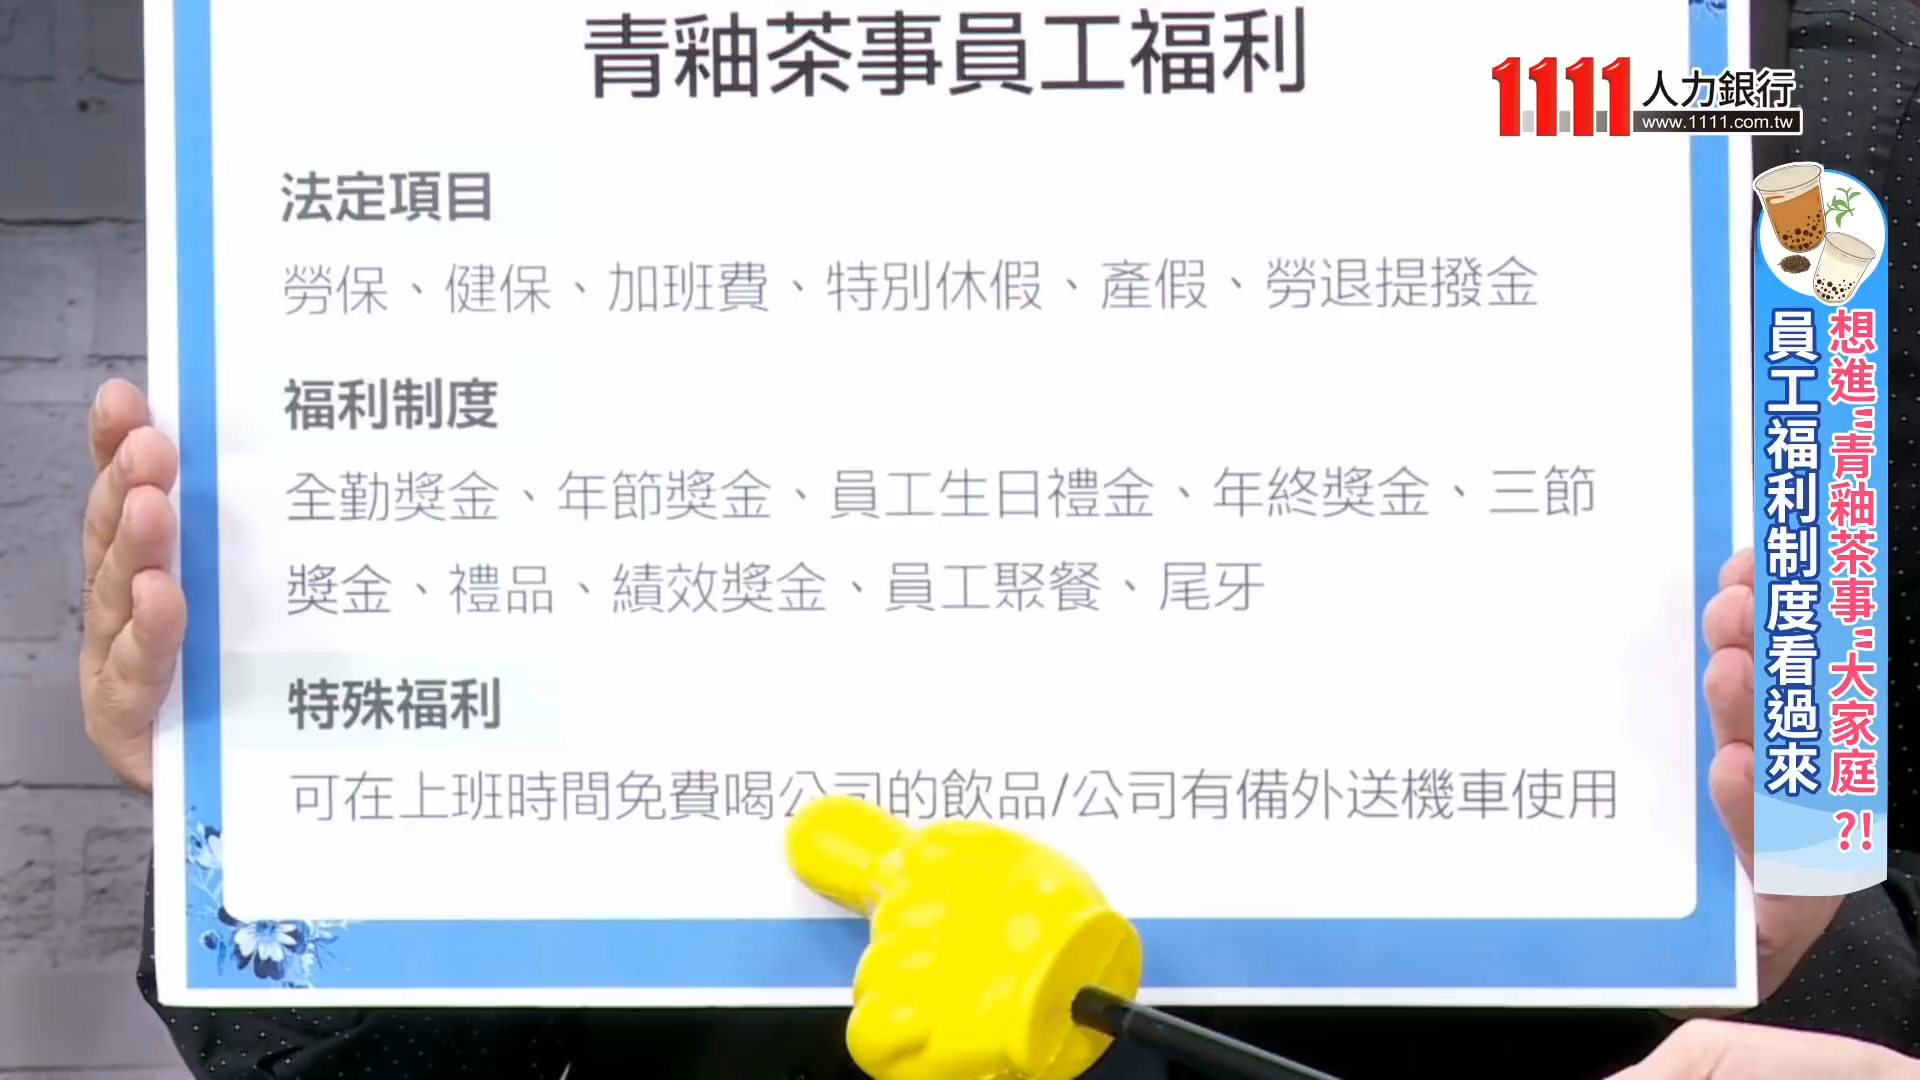 青釉茶事員工福利
法定項目
勞保、健保、加班費、特別休假、產假、勞退提撥金
福利制度
全勤獎金、年節獎金、員工生日禮金、年終獎金、三節
獎金、禮品、績效獎金、員工聚餐、尾牙
特殊福利
可在上班時間免費喝公司的飲品/公司有備外送機車使用
1111人力銀行
www.1111.com.tw
想進"青釉茶事"大家庭?!
員工福利制度看過來